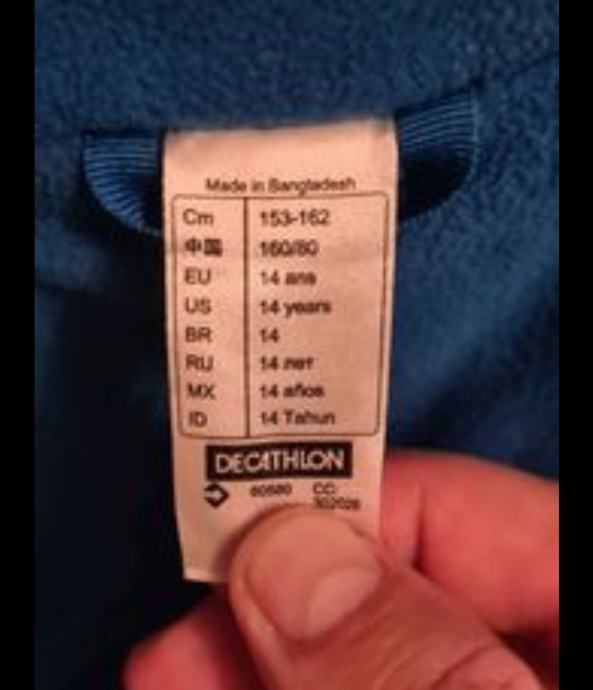 Made in Bangladesh
Cm 153-162
中国 160/80
EU 14 ans
US 14 years
BR 14
RU 14 лет
MX 14 años
ID 14 Tahun
DECATHLON
CC:
302026